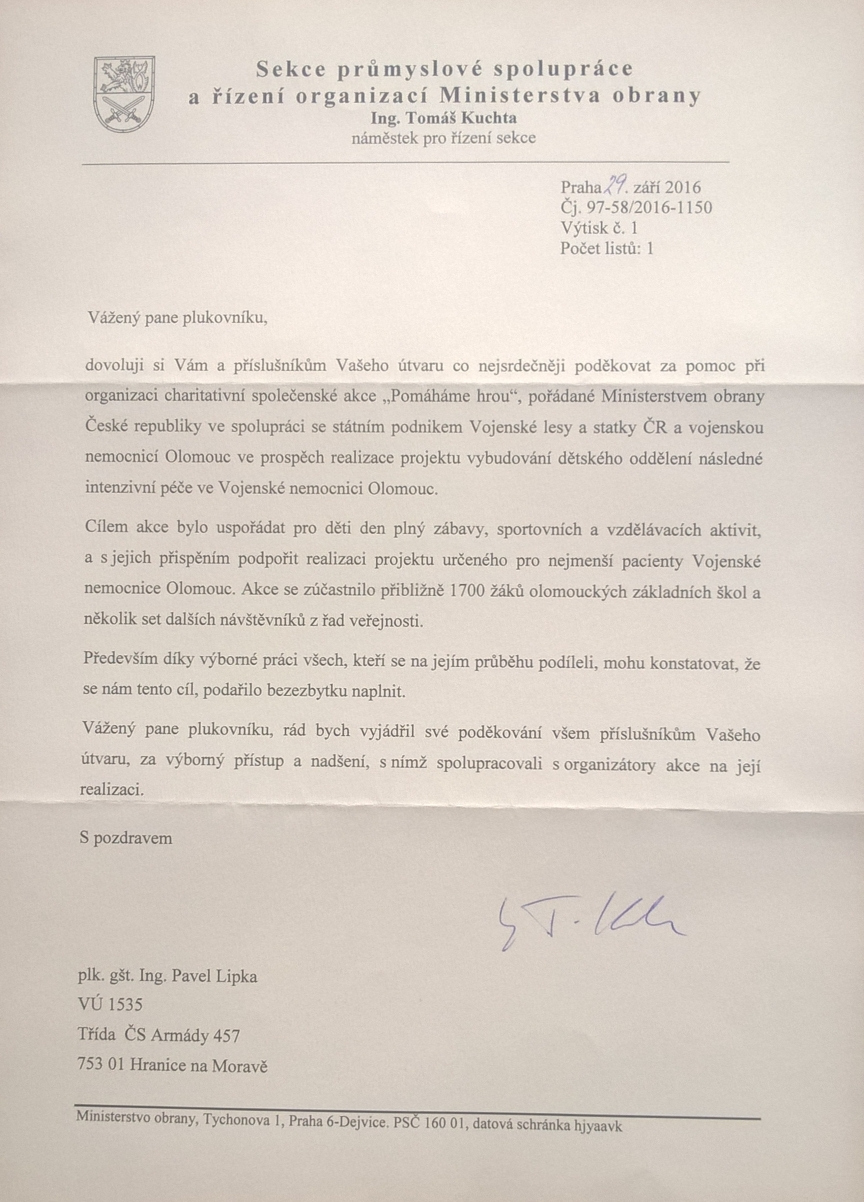 Sekce průmyslové spolupráce
a řízení organizací Ministerstva obrany
Ing. Tomáš Kuchta
náměstek pro řízení sekce
Praha 29. září 2016
Čj. 97-58/2016-1150
Výtisk č. 1
Počet listů: 1
Vážený pane plukovníku,
dovoluji si Vám a příslušníkům Vašeho útvaru co nejsrdečněji poděkovat za pomoc při
organizaci charitativní společenské akce „Pomáháme hrou“, pořádané Ministerstvem obrany
České republiky ve spolupráci se státním podnikem Vojenské lesy a statky ČR a vojenskou
nemocnicí Olomouc ve prospěch realizace projektu vybudování dětského oddělení následné
intenzivní péče ve Vojenské nemocnici Olomouc.
Cílem akce bylo uspořádat pro děti den plný zábavy, sportovních a vzdělávacích aktivit,
a s jejich přispěním podpořit realizaci projektu určeného pro nejmenší pacienty Vojenské
nemocnice Olomouc. Akce se zúčastnilo přibližně 1700 žáků olomouckých základních škol a
několik set dalších návštěvníků z řad veřejnosti.
Především díky výborné práci všech, kteří se na jejím průběhu podíleli, mohu konstatovat, že
se nám tento cíl, podařilo bezezbytku naplnit.
Vážený pane plukovníku, rád bych vyjádřil své poděkování všem příslušníkům Vašeho
útvaru, za výborný přístup a nadšení, s nímž spolupracovali s organizátory akce na její
realizaci.
S pozdravem
plk. gšt. Ing. Pavel Lipka
VÚ 1535
Třída ČS Armády 457
753 01 Hranice na Moravě
Ministerstvo obrany, Tychonova 1, Praha 6-Dejvice. PSČ 160 01, datová schránka hjyaavk